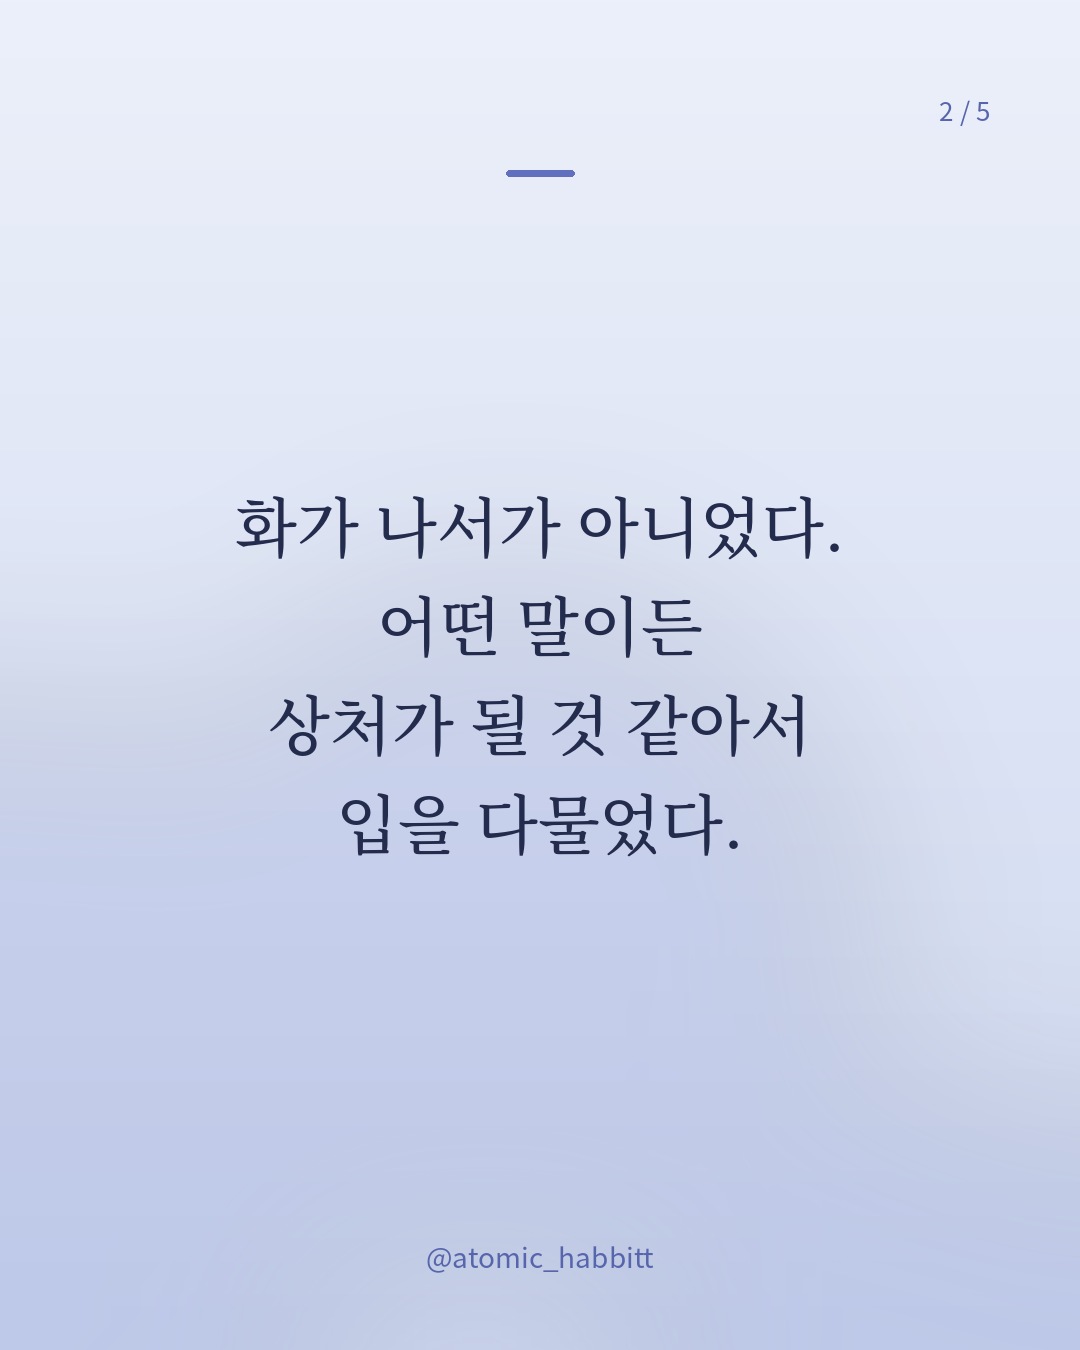 2 / 5
화가 나서가 아니었다.
어떤 말이든
상처가 될 것 같아서
입을 다물었다.
@atomic_habbitt